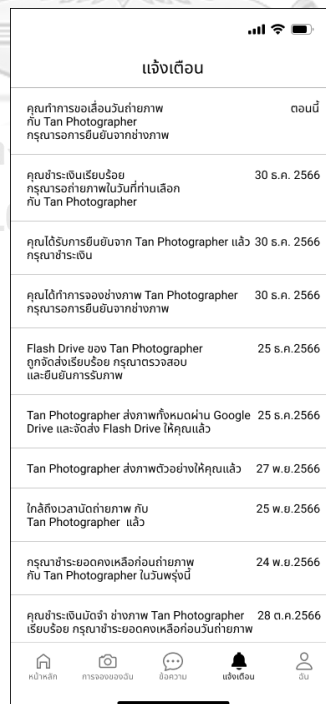 แจ้งเตือน
คุณทำการขอเลื่อนวันถ่ายภาพ ตอนนี้
กับ Tan Photographer
กรุณารอการยืนยันจากช่างภาพ
คุณชำระเงินเรียบร้อย 30 ธ.ค. 2566
กรุณารอถ่ายภาพในวันที่ท่านเลือก
กับ Tan Photographer
คุณได้รับการยืนยันจาก Tan Photographer แล้ว 30 ธ.ค. 2566
กรุณาชำระเงิน
คุณได้ทำการจองช่างภาพ Tan Photographer 30 ธ.ค. 2566
กรุณารอการยืนยันจากช่างภาพ
Flash Drive ของ Tan Photographer 25 ธ.ค.2566
ถูกจัดส่งเรียบร้อย กรุณาตรวจสอบ
และยืนยันการรับภาพ
Tan Photographer ส่งภาพทั้งหมดผ่าน Google 25 ธ.ค.2566
Drive และจัดส่ง Flash Drive ให้คุณแล้ว
Tan Photographer ส่งภาพตัวอย่างให้คุณแล้ว 27 พ.ย.2566
ใกล้ถึงเวลานัดถ่ายภาพ กับ 25 พ.ย.2566
Tan Photographer แล้ว
กรุณาชำระยอดคงเหลือก่อนถ่ายภาพ 24 พ.ย.2566
กับ Tan Photographer ในวันพรุ่งนี้
คุณชำระเงินมัดจำ ช่างภาพ Tan Photographer 28 ต.ค.2566
เรียบร้อย กรุณาชำระยอดคงเหลือก่อนวันถ่ายภาพ
หน้าหลัก การจองของฉัน ข้อความ แจ้งเตือน ฉัน